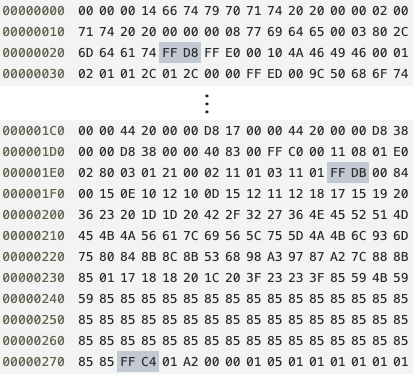 00000000 00 00 00 14 66 74 79 70 71 74 20 20 00 00 02 00
00000010 71 74 20 20 00 00 00 08 77 69 64 65 00 03 80 2C
00000020 6D 64 61 74 FF D8 FF E0 00 10 4A 46 49 46 00 01
00000030 02 01 01 2C 01 2C 00 00 FF ED 00 9C 50 68 6F 74
000001C0 00 00 44 20 00 00 D8 17 00 00 44 20 00 00 D8 38
000001D0 00 00 D8 38 00 00 40 83 00 FF C0 00 11 08 01 E0
000001E0 02 80 03 01 21 00 02 11 01 03 11 01 FF DB 00 84
000001F0 00 15 0E 10 12 10 0D 15 12 11 12 18 17 15 19 20
00000200 36 23 20 1D 1D 20 42 2F 32 27 36 4E 45 52 51 4D
00000210 45 4B 4A 56 61 7C 69 56 5C 75 5D 4A 4B 6C 93 6D
00000220 75 80 84 8B 8C 8B 53 68 98 A3 97 87 A2 7C 88 8B
00000230 85 01 17 18 18 20 1C 20 3F 23 23 3F 85 59 4B 59
00000240 59 85 85 85 85 85 85 85 85 85 85 85 85 85 85 85
00000250 85 85 85 85 85 85 85 85 85 85 85 85 85 85 85 85
00000260 85 85 85 85 85 85 85 85 85 85 85 85 85 85 85 85
00000270 85 85 FF C4 01 A2 00 00 01 05 01 01 01 01 01 01